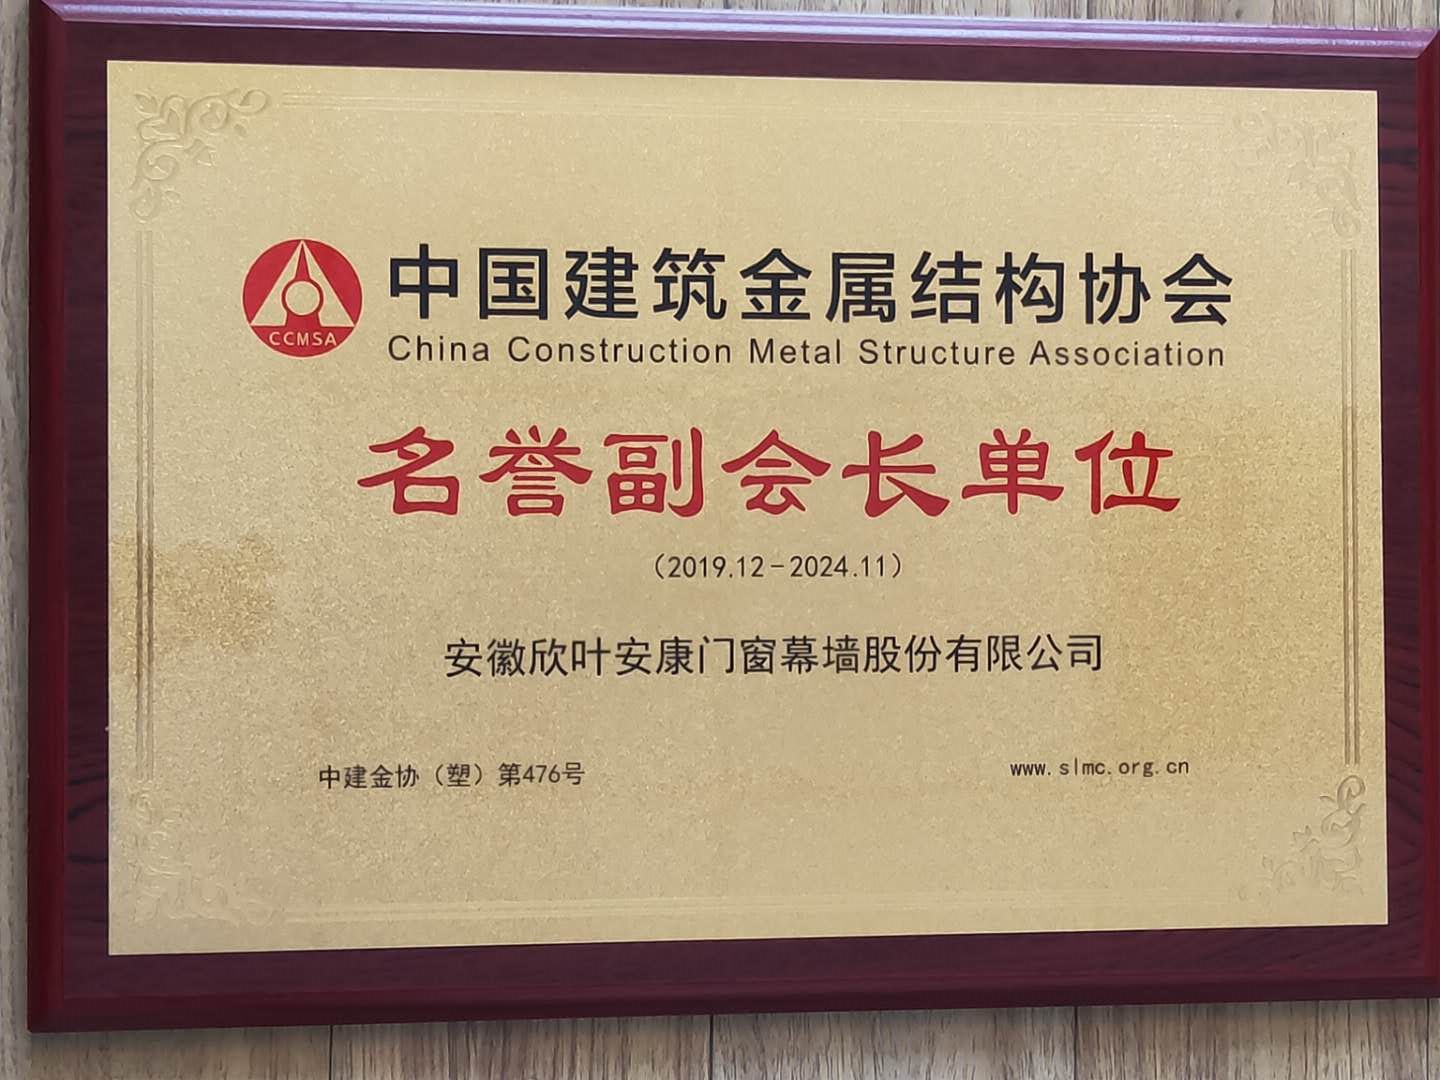 CCMSA
中国建筑金属结构协会
China Construction Metal Structure Association
名誉副会长单位
（2019.12－2024.11）
安徽欣叶安康门窗幕墙股份有限公司
中建金协（塑）第476号
www.slmc.org.cn